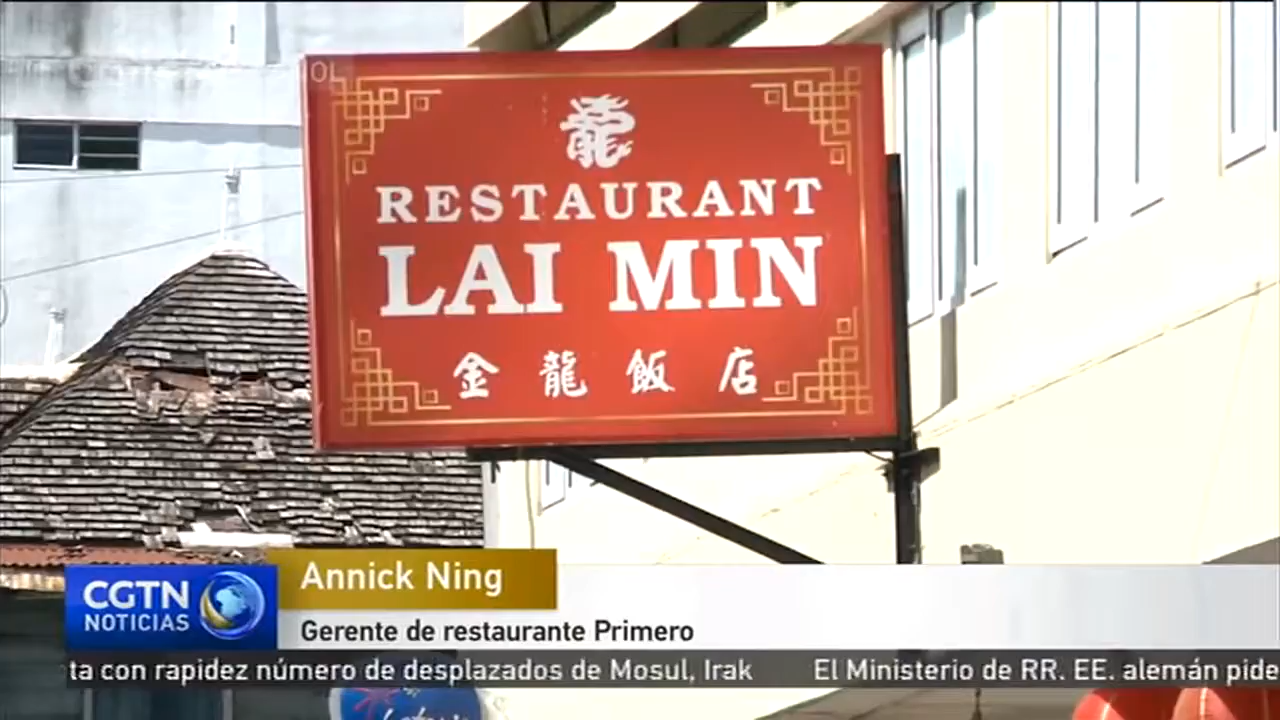 龍
RESTAURANT
LAI MIN
金龍飯店
Annick Ning
CGTN
NOTICIAS
Gerente de restaurante Primero
ta con rapidez número de desplazados de Mosul, Irak El Ministerio de RR. EE. alemán pide